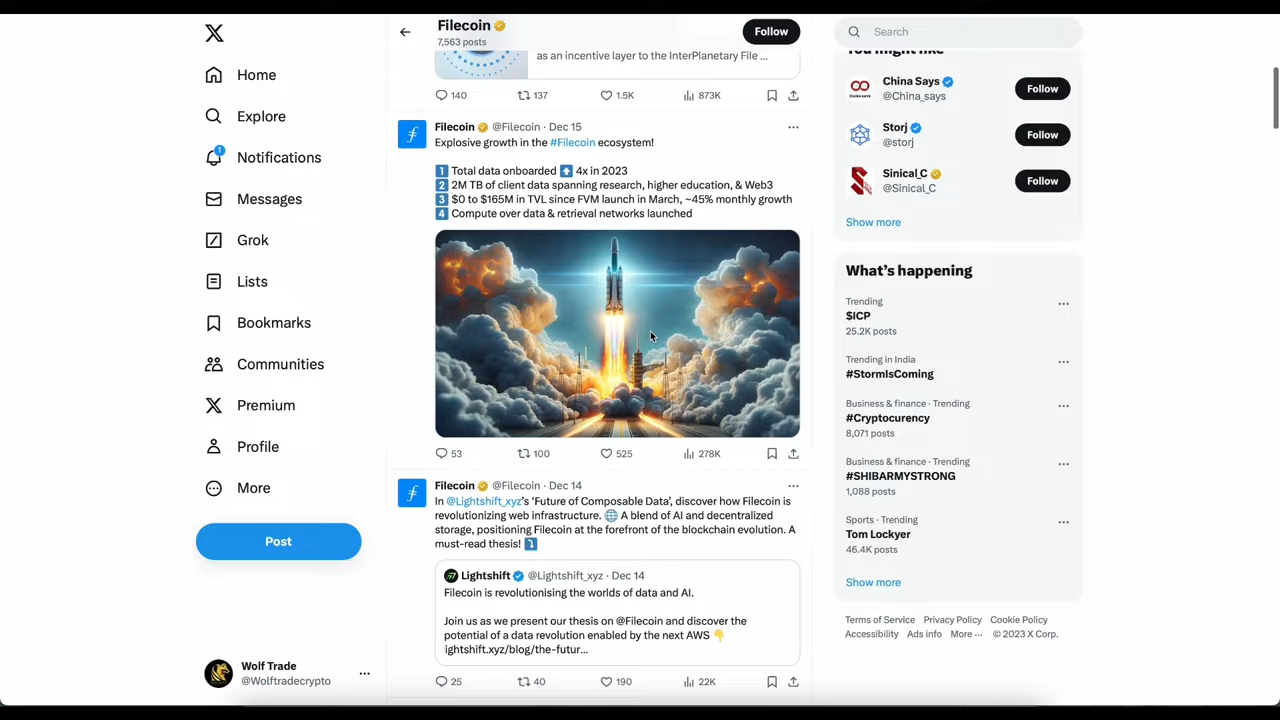 Home
Explore
1
Notifications
Messages
Grok
Lists
Bookmarks
Communities
Premium
Profile
More
Post
Wolf Trade
@Wolftradecrypto
Filecoin
7,563 posts
Follow
as an incentive layer to the InterPlanetary File ...
140 137 1.5K 873K
Filecoin @Filecoin · Dec 15
Explosive growth in the #Filecoin ecosystem!
1 Total data onboarded ⬆ 4x in 2023
2 2M TB of client data spanning research, higher education, & Web3
3 $0 to $165M in TVL since FVM launch in March, ~45% monthly growth
4 Compute over data & retrieval networks launched
53 100 525 278K
Filecoin @Filecoin · Dec 14
In @Lightshift_xyz's 'Future of Composable Data', discover how Filecoin is
revolutionizing web infrastructure. 🌐 A blend of AI and decentralized
storage, positioning Filecoin at the forefront of the blockchain evolution. A
must-read thesis! ⤵
Lightshift @Lightshift_xyz · Dec 14
Filecoin is revolutionising the worlds of data and AI.
Join us as we present our thesis on @Filecoin and discover the
potential of a data revolution enabled by the next AWS 👇
lightshift.xyz/blog/the-futur...
25 40 190 22K
Search
You might like
China Says
@China_says
Follow
Storj
@storj
Follow
Sinical_C
@Sinical_C
Follow
Show more
What's happening
Trending
$ICP
25.2K posts
Trending in India
#StormIsComing
Business & finance · Trending
#Cryptocurency
8,071 posts
Business & finance · Trending
#SHIBARMYSTRONG
1,088 posts
Sports · Trending
Tom Lockyer
46.4K posts
Show more
Terms of Service Privacy Policy Cookie Policy
Accessibility Ads info More ··· © 2023 X Corp.